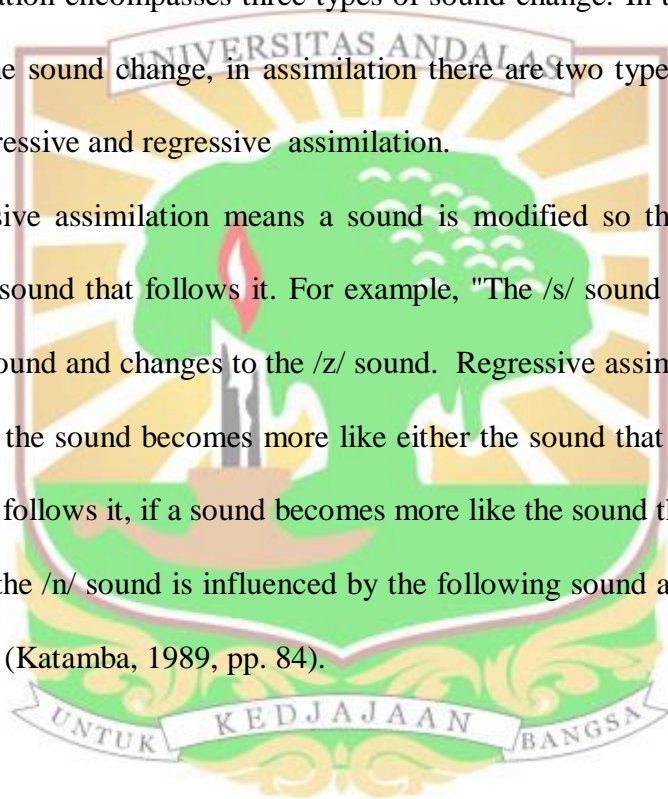 ation encompasses three types of sound change. In t
UNIVERSITAS ANDALAS
ne sound change, in assimilation there are two type
ressive and regressive assimilation.
sive assimilation means a sound is modified so th
sound that follows it. For example, "The /s/ sound
ound and changes to the /z/ sound. Regressive assim
the sound becomes more like either the sound that
follows it, if a sound becomes more like the sound t
the /n/ sound is influenced by the following sound a
(Katamba, 1989, pp. 84).
UNTUK KEDJAJAAN BANGSA